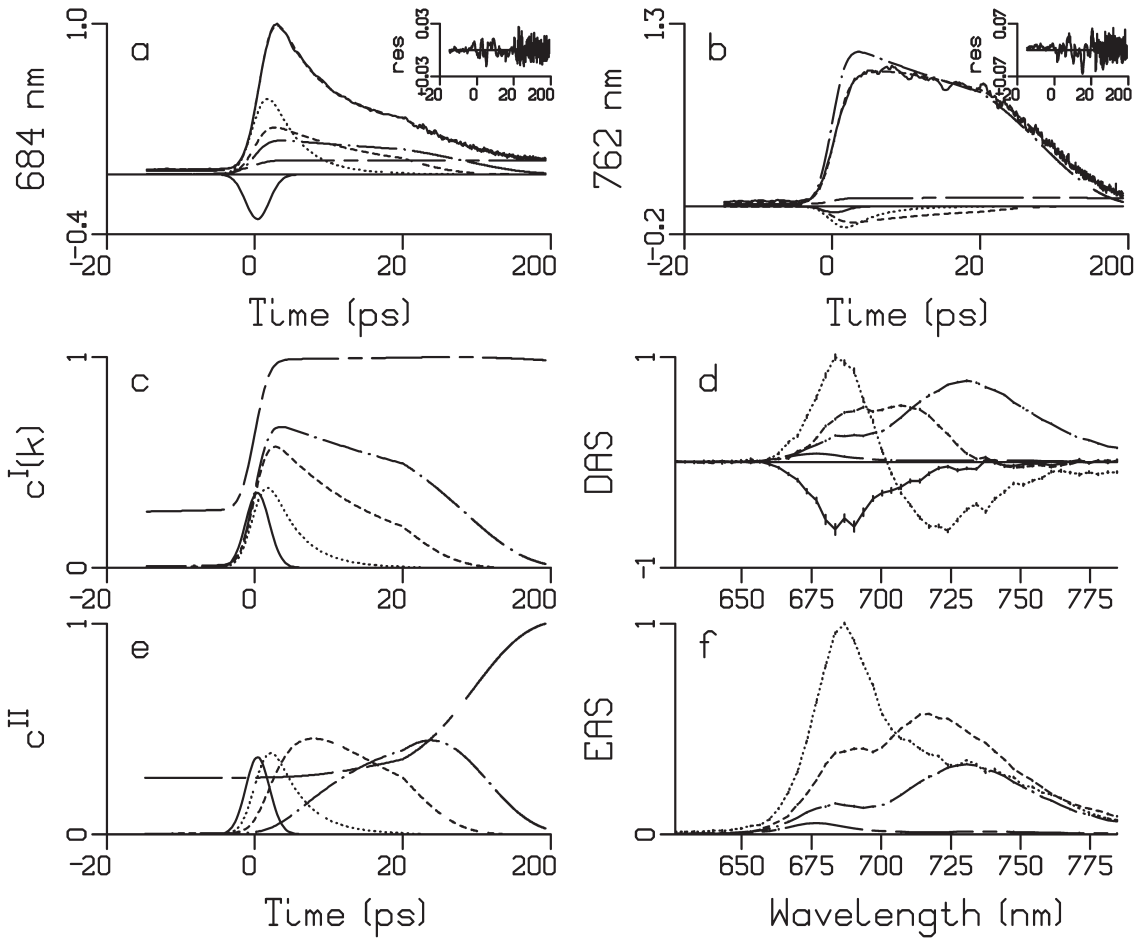 a
684 nm
1.0
-0.4
-20 0 20 200
Time (ps)
res
0.03
-0.03
-20 0 20 200
b
762 nm
1.3
-0.2
-20 0 20 200
Time (ps)
res
0.07
-0.07
-20 0 20 200
c
cI(k)
1
0
-20 0 20 200
d
DAS
1
-1
650 675 700 725 750 775
e
cII
1
0
-20 0 20 200
Time (ps)
f
EAS
1
0
650 675 700 725 750 775
Wavelength (nm)